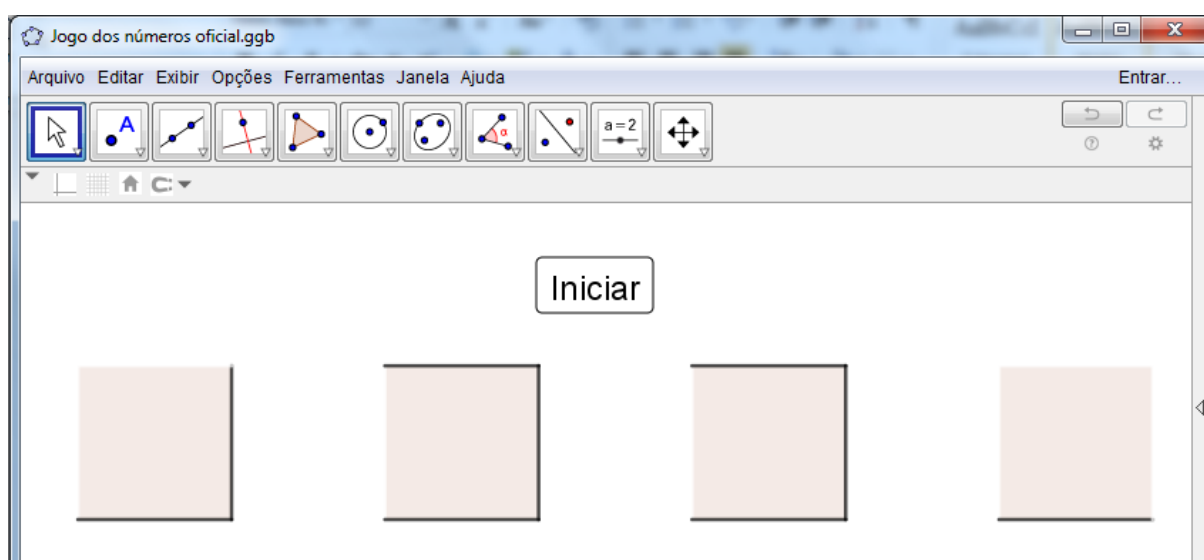 Jogo dos números oficial.ggb
Arquivo Editar Exibir Opções Ferramentas Janela Ajuda Entrar...
A α a=2
Iniciar